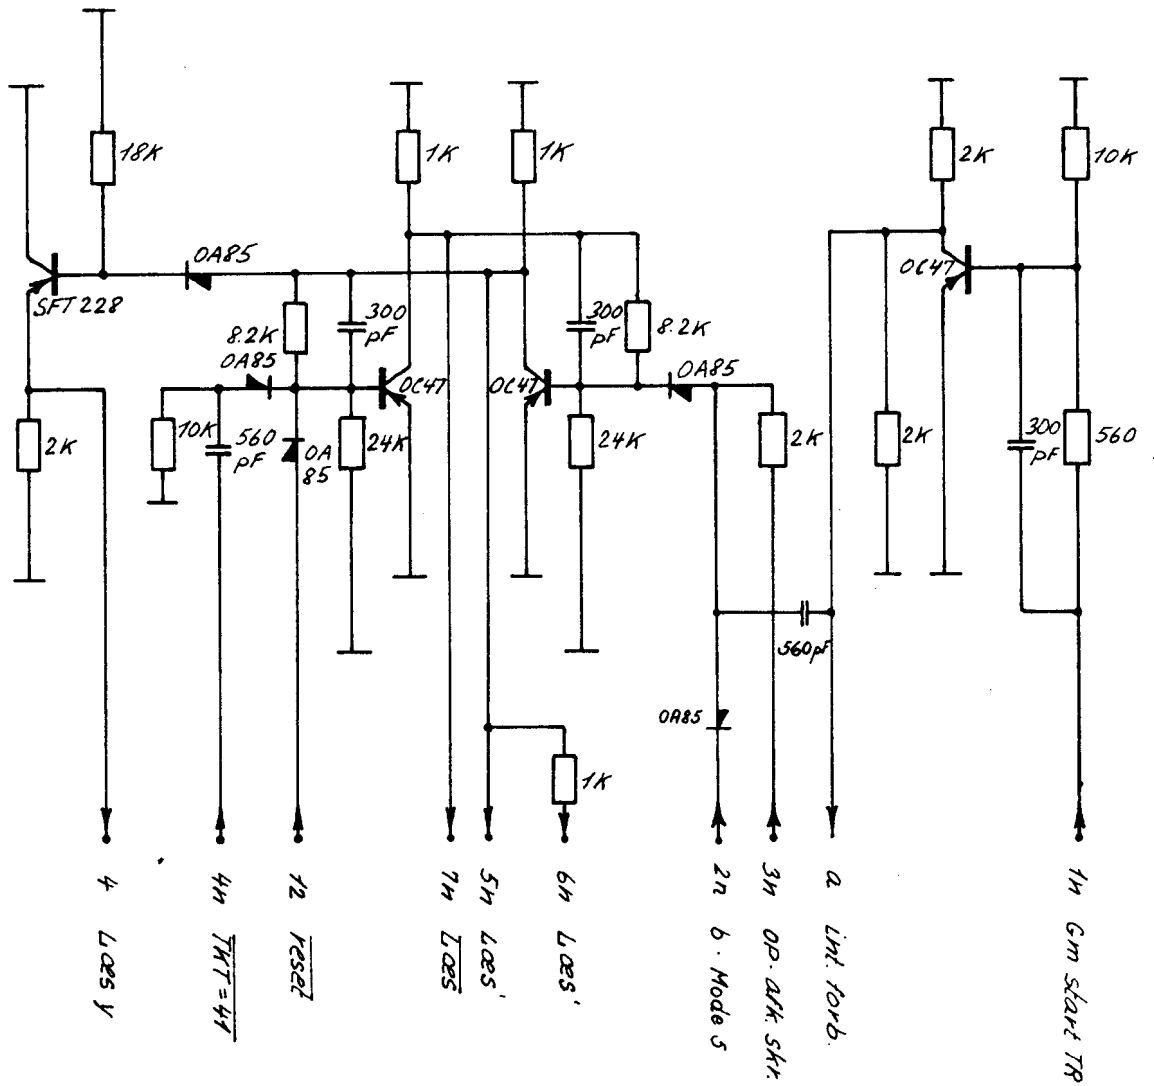 18K
1K
1K
2K
10K
OA85
SFT228
8.2K
300
pF
OA85
OC47
OC47
300
pF
8.2K
OA85
OC47
2K
10K
560
pF
OA
85
24K
24K
2K
2K
300
pF
560
560pF
OA85
1K
4 Læs y
4n TKT=41
12 reset
7n Læs
5n Læs'
6n Læs'
2n b. Mode 5
3n op. afk. skr.
a int. forb.
1n Gm start TR